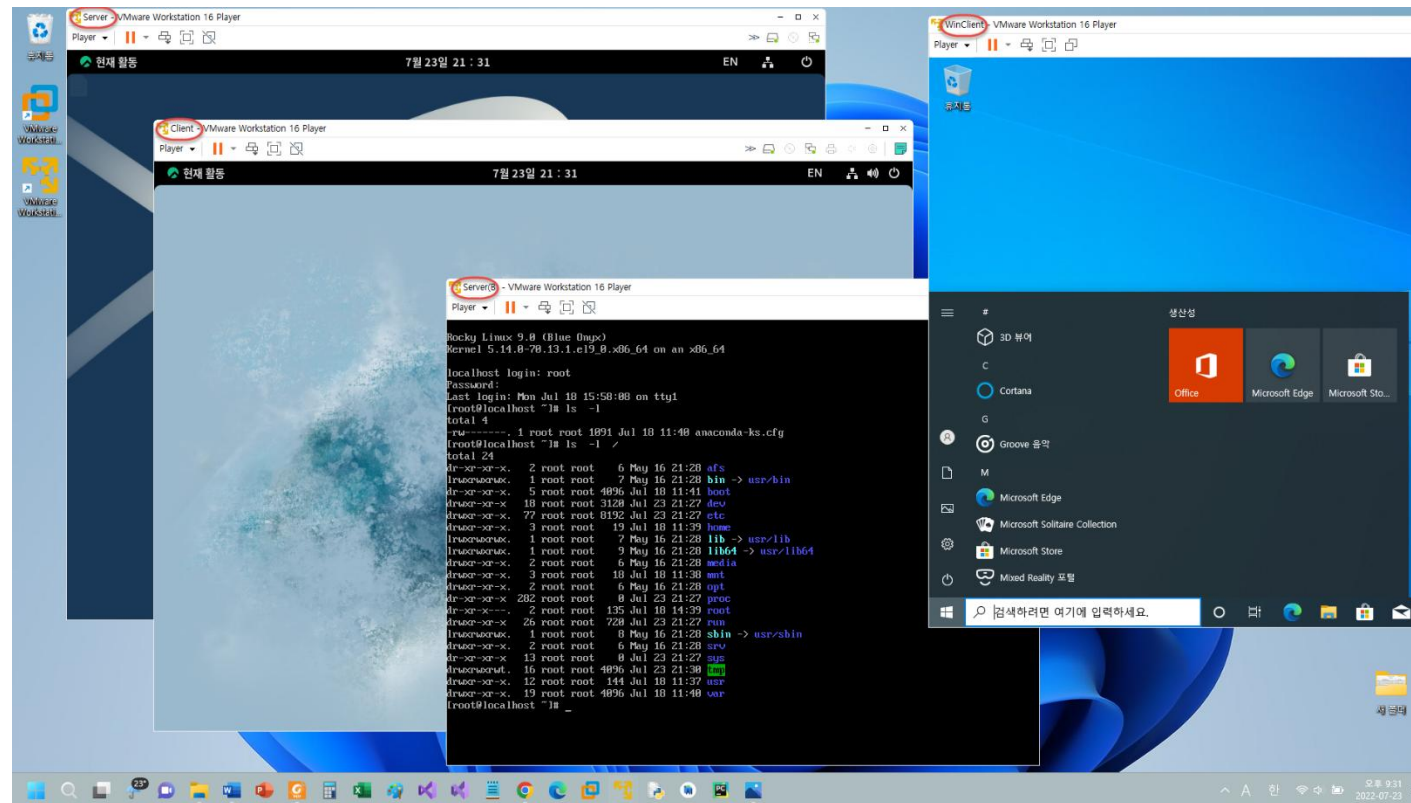 휴지통
VMware
Workstati...
VMware
Workstati...
Server - VMware Workstation 16 Player
Player
현재 활동
7월 23일 21 : 31
EN
Client - VMware Workstation 16 Player
Player
현재 활동
7월 23일 21 : 31
EN
Server(B) - VMware Workstation 16 Player
Player
Rocky Linux 9.0 (Blue Onyx)
Kernel 5.14.0-70.13.1.el9_0.x86_64 on an x86_64
localhost login: root
Password:
Last login: Mon Jul 18 15:58:08 on tty1
[root@localhost ~]# ls -l
total 4
-rw-------. 1 root root 1091 Jul 18 11:40 anaconda-ks.cfg
[root@localhost ~]# ls -l /
total 24
dr-xr-xr-x. 2 root root 6 May 16 21:28 afs
lrwxrwxrwx. 1 root root 7 May 16 21:28 bin -> usr/bin
dr-xr-xr-x. 5 root root 4096 Jul 18 11:41 boot
drwxr-xr-x 18 root root 3120 Jul 23 21:27 dev
drwxr-xr-x. 77 root root 8192 Jul 23 21:27 etc
drwxr-xr-x. 3 root root 19 Jul 18 11:39 home
lrwxrwxrwx. 1 root root 7 May 16 21:28 lib -> usr/lib
lrwxrwxrwx. 1 root root 9 May 16 21:28 lib64 -> usr/lib64
drwxr-xr-x. 2 root root 6 May 16 21:28 media
drwxr-xr-x. 3 root root 18 Jul 18 11:38 mnt
drwxr-xr-x. 2 root root 6 May 16 21:28 opt
dr-xr-xr-x 282 root root 0 Jul 23 21:27 proc
dr-xr-x---. 2 root root 135 Jul 18 14:39 root
drwxr-xr-x 26 root root 720 Jul 23 21:27 run
lrwxrwxrwx. 1 root root 8 May 16 21:28 sbin -> usr/sbin
drwxr-xr-x. 2 root root 6 May 16 21:28 srv
dr-xr-xr-x 13 root root 0 Jul 23 21:27 sys
drwxrwxrwt. 16 root root 4096 Jul 23 21:30 tmp
drwxr-xr-x. 12 root root 144 Jul 18 11:37 usr
drwxr-xr-x. 19 root root 4096 Jul 18 11:40 var
[root@localhost ~]# _
WinClient - VMware Workstation 16 Player
Player
휴지통
#
3D 뷰어
C
Cortana
G
Groove 음악
M
Microsoft Edge
Microsoft Solitaire Collection
Microsoft Store
Mixed Reality 포털
생산성
Office
Microsoft Edge
Microsoft Sto...
검색하려면 여기에 입력하세요.
새 폴더
23°
A 한
오후 9:31
2022-07-23